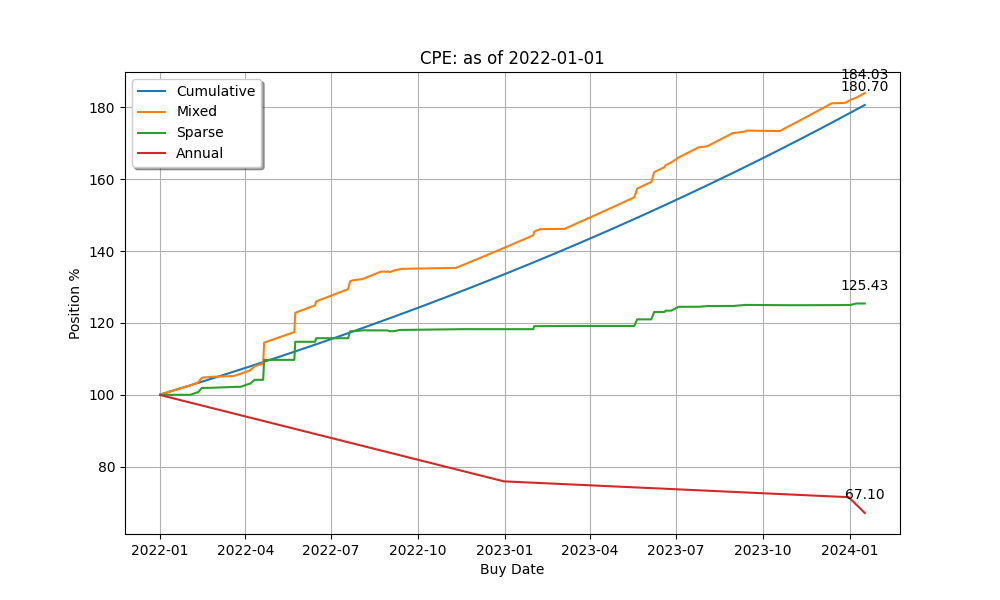 CPE: as of 2022-01-01
184.03
180.70
125.43
67.10
Cumulative
Mixed
Sparse
Annual
Position %
180
160
140
120
100
80
2022-01 2022-04 2022-07 2022-10 2023-01 2023-04 2023-07 2023-10 2024-01
Buy Date